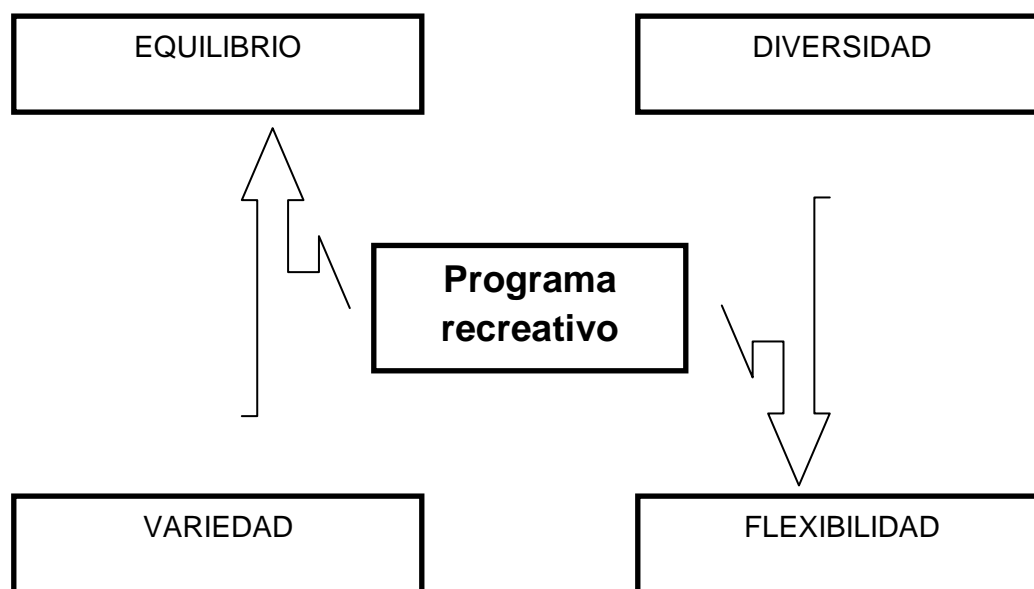 EQUILIBRIO
DIVERSIDAD
Programa
recreativo
VARIEDAD
FLEXIBILIDAD